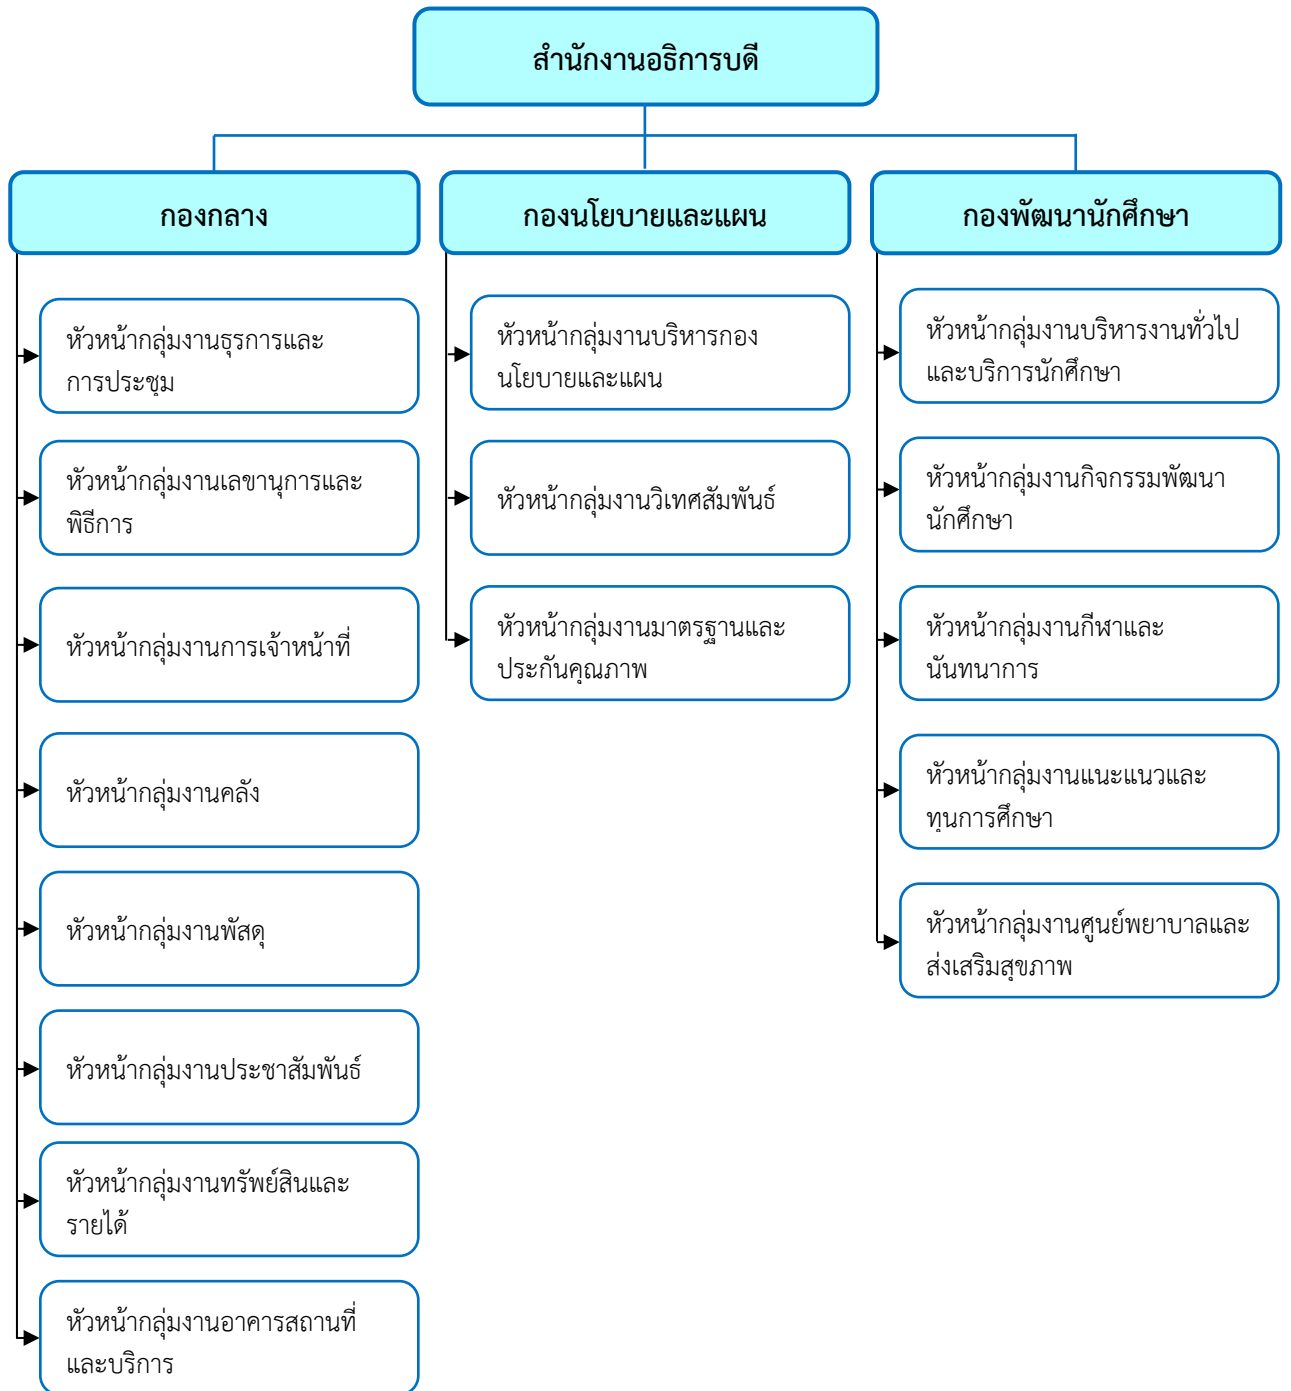 สำนักงานอธิการบดี
กองกลาง
หัวหน้ากลุ่มงานธุรการและ
การประชุม
หัวหน้ากลุ่มงานเลขานุการและ
พิธีการ
หัวหน้ากลุ่มงานการเจ้าหน้าที่
หัวหน้ากลุ่มงานคลัง
หัวหน้ากลุ่มงานพัสดุ
หัวหน้ากลุ่มงานประชาสัมพันธ์
หัวหน้ากลุ่มงานทรัพย์สินและ
รายได้
หัวหน้ากลุ่มงานอาคารสถานที่
และบริการ
กองนโยบายและแผน
หัวหน้ากลุ่มงานบริหารกอง
นโยบายและแผน
หัวหน้ากลุ่มงานวิเทศสัมพันธ์
หัวหน้ากลุ่มงานมาตรฐานและ
ประกันคุณภาพ
กองพัฒนานักศึกษา
หัวหน้ากลุ่มงานบริหารงานทั่วไป
และบริการนักศึกษา
หัวหน้ากลุ่มงานกิจกรรมพัฒนา
นักศึกษา
หัวหน้ากลุ่มงานกีฬาและ
นันทนาการ
หัวหน้ากลุ่มงานแนะแนวและ
ทุนการศึกษา
หัวหน้ากลุ่มงานศูนย์พยาบาลและ
ส่งเสริมสุขภาพ